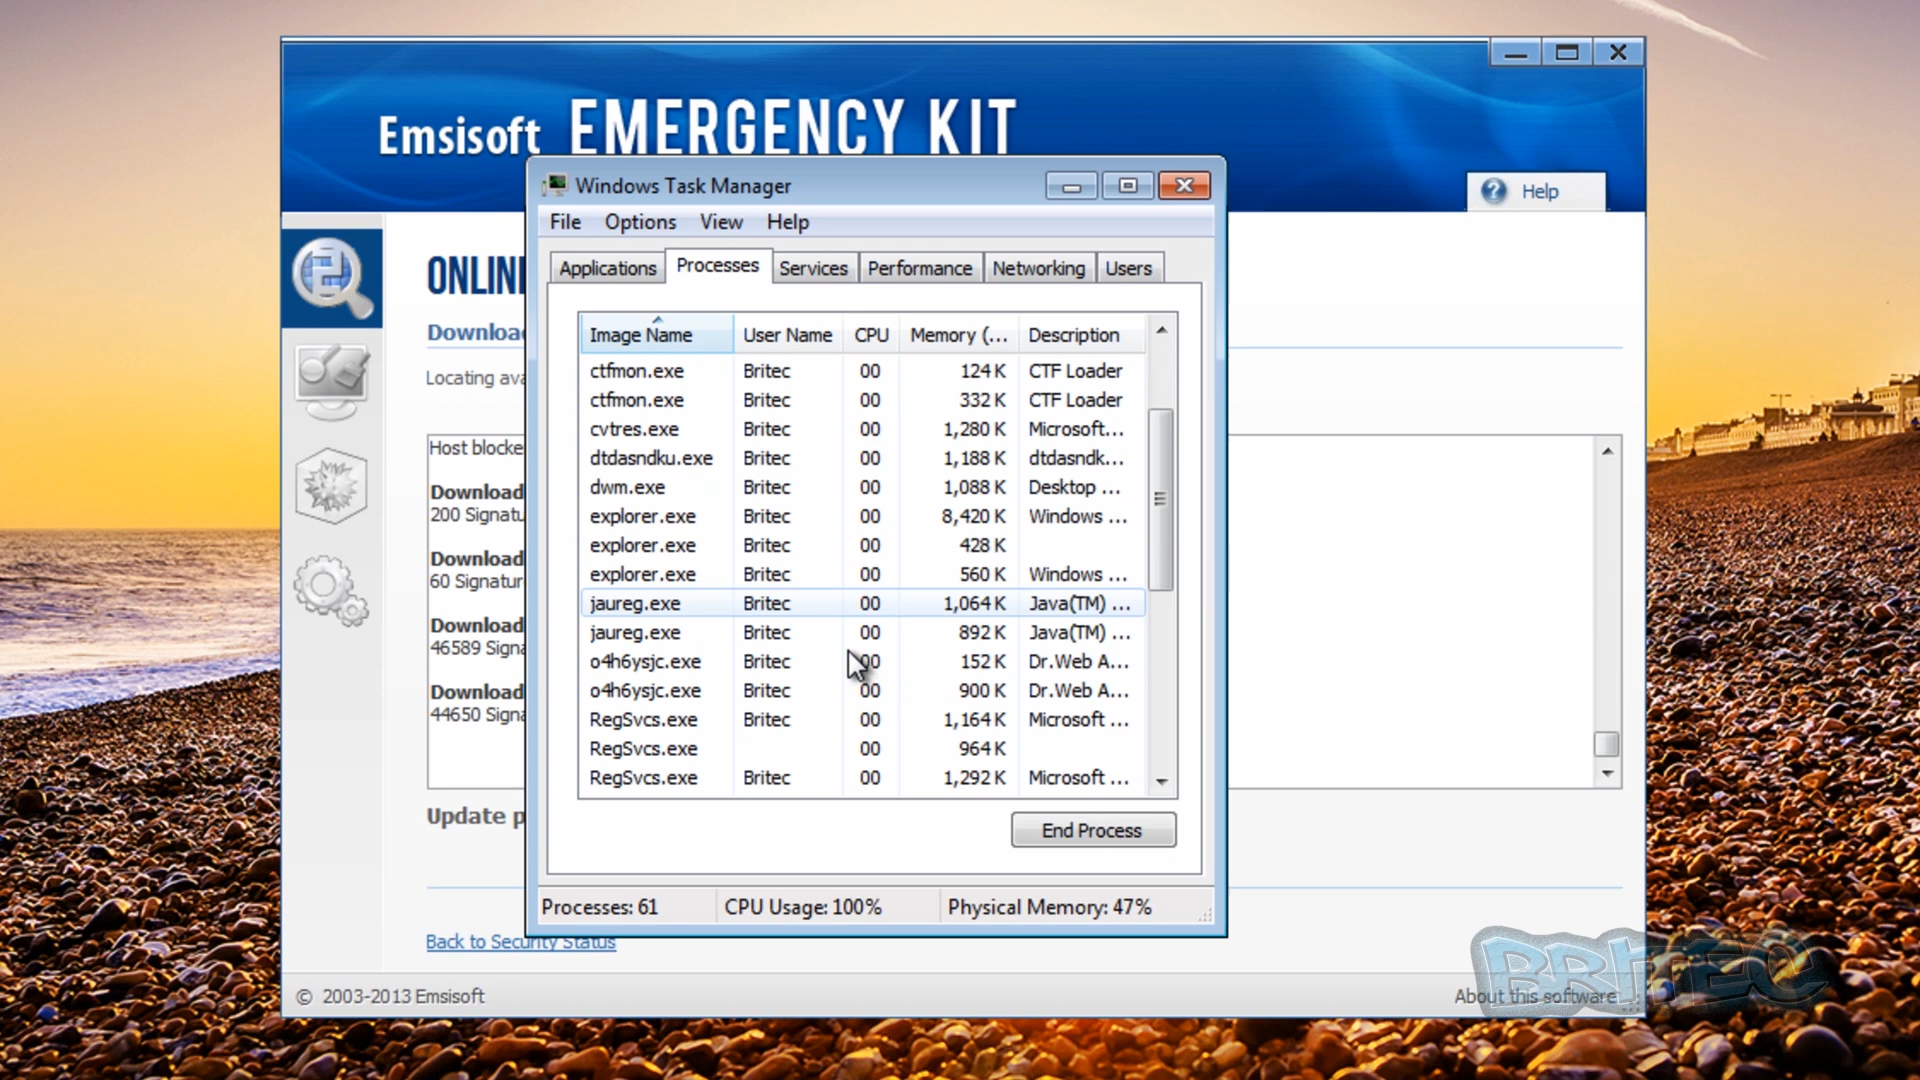 Emsisoft EMERGENCY KIT
Help
ONLIN
Downloa
Locating ava
Host blocke
Download
200 Signatu
Download
60 Signatur
Download
46589 Signa
Download
44650 Signa
Update p
Back to Security Status
© 2003-2013 Emsisoft
About this software
Windows Task Manager
File Options View Help
Applications Processes Services Performance Networking Users
Image Name User Name CPU Memory (... Description
ctfmon.exe Britec 00 124 K CTF Loader
ctfmon.exe Britec 00 332 K CTF Loader
cvtres.exe Britec 00 1,280 K Microsoft...
dtdasndku.exe Britec 00 1,188 K dtdasndk...
dwm.exe Britec 00 1,088 K Desktop ...
explorer.exe Britec 00 8,420 K Windows ...
explorer.exe Britec 00 428 K
explorer.exe Britec 00 560 K Windows ...
jaureg.exe Britec 00 1,064 K Java(TM) ...
jaureg.exe Britec 00 892 K Java(TM) ...
o4h6ysjc.exe Britec 00 152 K Dr.Web A...
o4h6ysjc.exe Britec 00 900 K Dr.Web A...
RegSvcs.exe Britec 00 1,164 K Microsoft ...
RegSvcs.exe 00 964 K
RegSvcs.exe Britec 00 1,292 K Microsoft ...
End Process
Processes: 61 CPU Usage: 100% Physical Memory: 47%
BRITEC